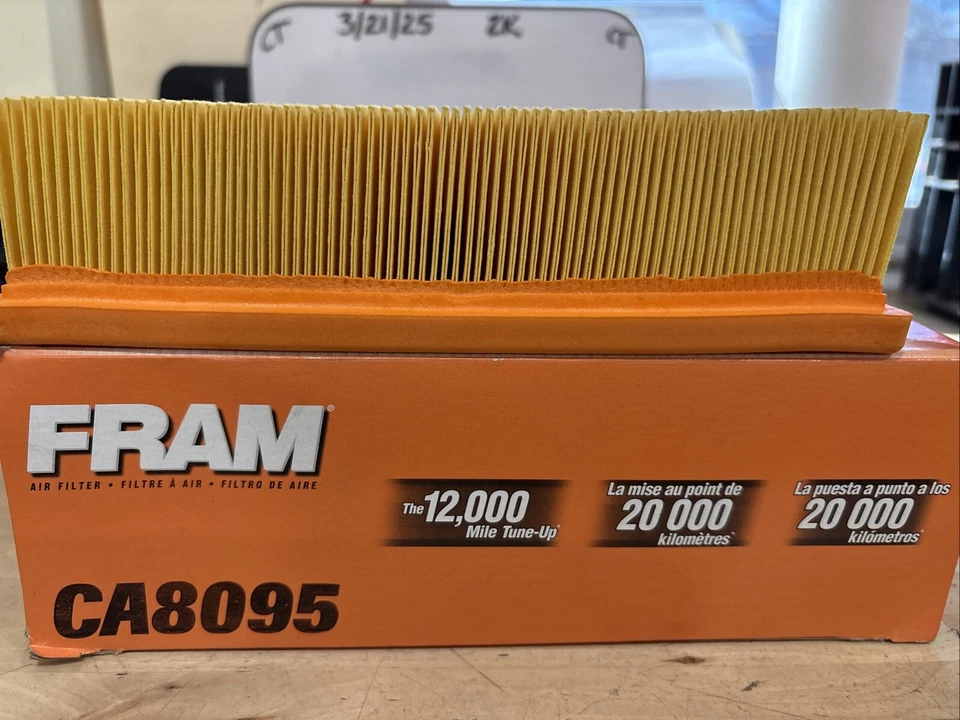 CT 3/21/25 2K CT
FRAM®
AIR FILTER • FILTRE À AIR • FILTRO DE AIRE
The 12,000
Mile Tune-Up*
La mise au point de
20 000
kilomètres*
La puesta a punto a los
20 000
kilómetros*
CA8095